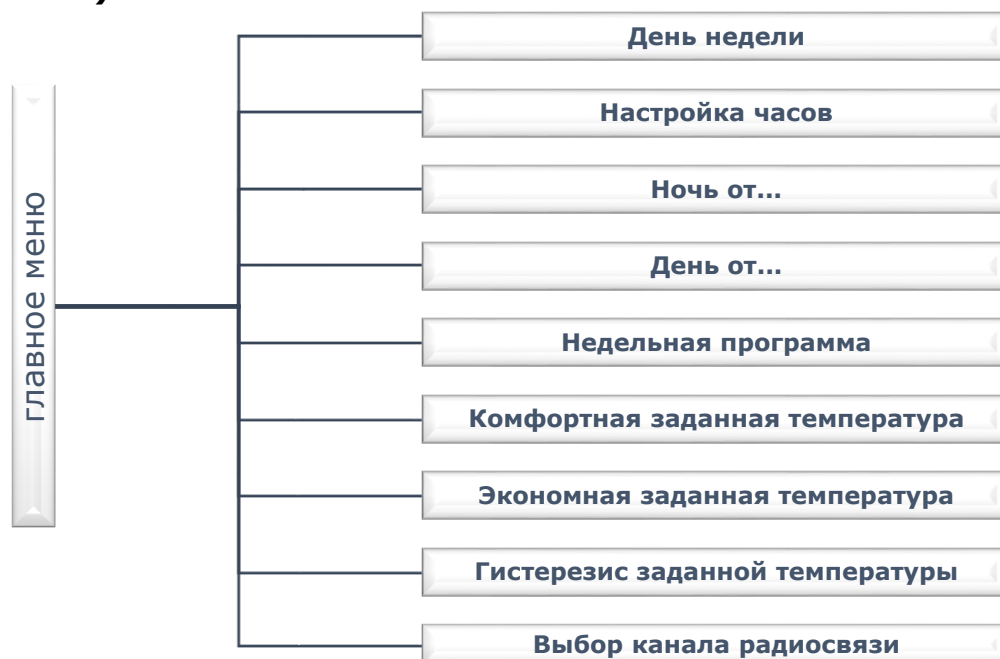 главное меню
День недели
Настройка часов
Ночь от...
День от...
Недельная программа
Комфортная заданная температура
Экономная заданная температура
Гистерезис заданной температуры
Выбор канала радиосвязи